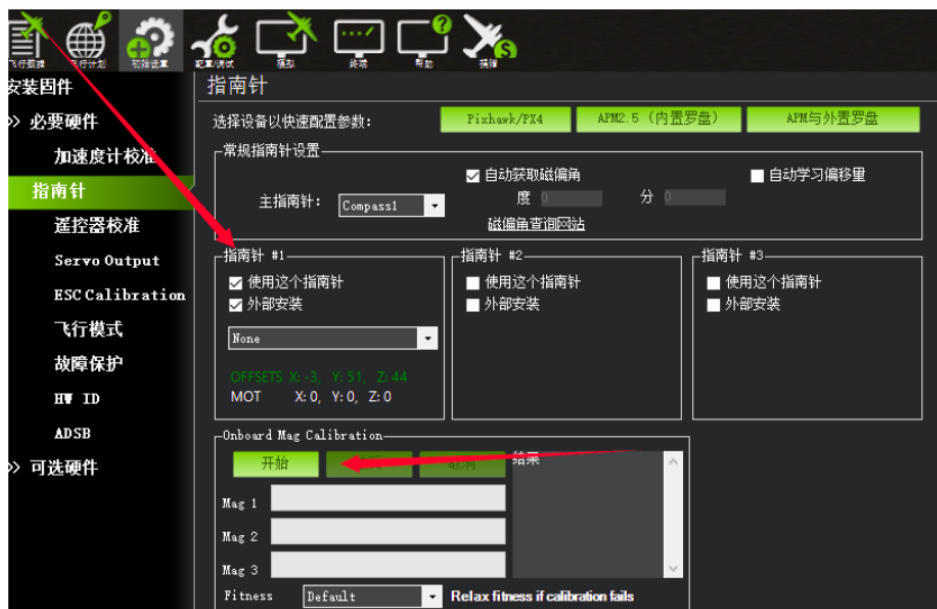 飞行数据 飞行计划 初始设置 配置/调试 模拟 终端 帮助 捐赠
安装固件
>> 必要硬件
加速度计校准
指南针
遥控器校准
Servo Output
ESC Calibration
飞行模式
故障保护
HW ID
ADSB
>> 可选硬件
指南针
选择设备以快速配置参数: Pixhawk/PX4 APM2.5 (内置罗盘) APM与外置罗盘
常规指南针设置
自动获取磁偏角 自动学习偏移量
主指南针: Compass1 度 0 分 0
磁偏角查询网站
指南针 #1 指南针 #2 指南针 #3
使用这个指南针 使用这个指南针 使用这个指南针
外部安装 外部安装 外部安装
None
OFFSETS X: -3, Y: 51, Z: 44
MOT X: 0, Y: 0, Z: 0
Onboard Mag Calibration
开始 取消 结果
Mag 1
Mag 2
Mag 3
Fitness Default Relax fitness if calibration fails